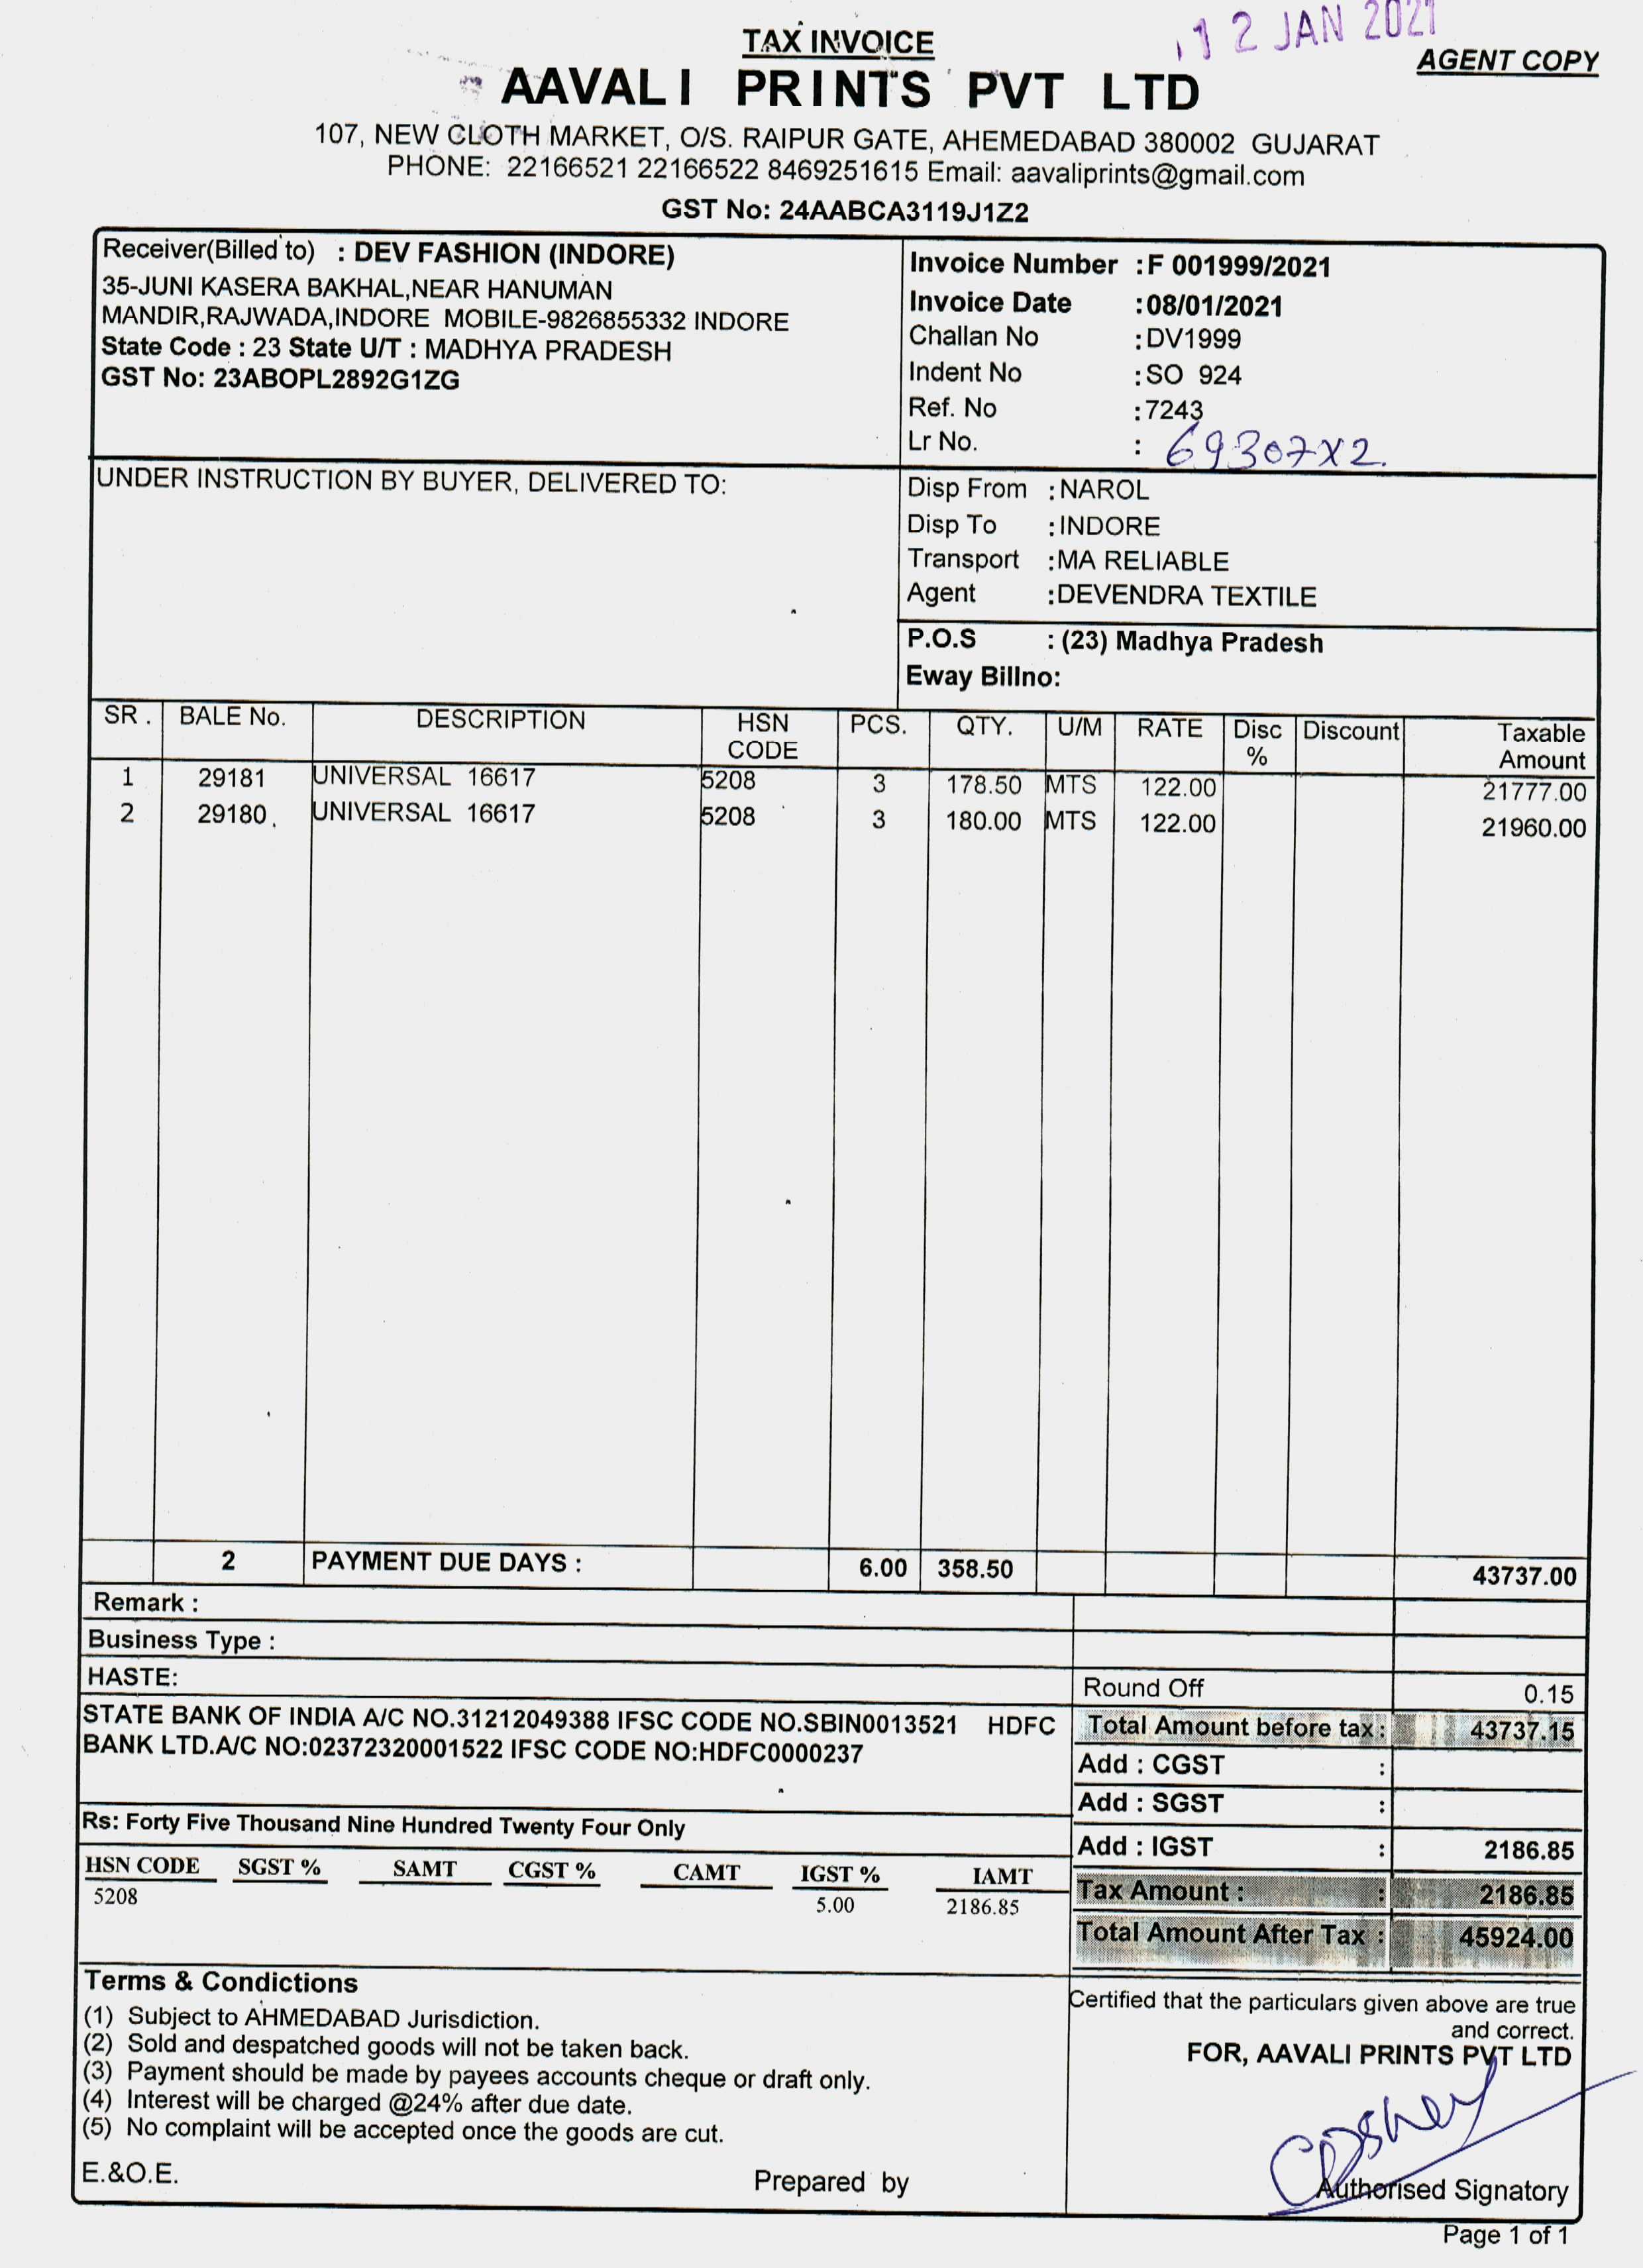 12 JAN 2021
TAX INVOICE
AGENT COPY
AAVALI PRINTS PVT LTD
107, NEW CLOTH MARKET, O/S. RAIPUR GATE, AHEMEDABAD 380002 GUJARAT
PHONE: 22166521 22166522 8469251615 Email: aavaliprints@gmail.com
GST No: 24AABCA3119J1Z2
Receiver(Billed to) : DEV FASHION (INDORE)
35-JUNI KASERA BAKHAL,NEAR HANUMAN
MANDIR,RAJWADA,INDORE MOBILE-9826855332 INDORE
State Code : 23 State U/T : MADHYA PRADESH
GST No: 23ABOPL2892G1ZG
Invoice Number : F 001999/2021
Invoice Date : 08/01/2021
Challan No : DV1999
Indent No : SO 924
Ref. No : 7243
Lr No. : 69307X2.
UNDER INSTRUCTION BY BUYER, DELIVERED TO:
Disp From : NAROL
Disp To : INDORE
Transport : MA RELIABLE
Agent : DEVENDRA TEXTILE
P.O.S : (23) Madhya Pradesh
Eway Billno:
SR . BALE No. DESCRIPTION HSN CODE PCS. QTY. U/M RATE Disc % Discount Taxable Amount
1 29181 UNIVERSAL 16617 5208 3 178.50 MTS 122.00 21777.00
2 29180 . UNIVERSAL 16617 5208 3 180.00 MTS 122.00 21960.00
2 PAYMENT DUE DAYS : 6.00 358.50 43737.00
Remark :
Business Type :
HASTE:
Round Off 0.15
STATE BANK OF INDIA A/C NO.31212049388 IFSC CODE NO.SBIN0013521 HDFC
BANK LTD.A/C NO:02372320001522 IFSC CODE NO:HDFC0000237
Total Amount before tax : 43737.15
Add : CGST :
Add : SGST :
Rs: Forty Five Thousand Nine Hundred Twenty Four Only
Add : IGST : 2186.85
HSN CODE SGST % SAMT CGST % CAMT IGST % IAMT
5208 5.00 2186.85
Tax Amount : : 2186.85
Total Amount After Tax : 45924.00
Terms & Conditions
(1) Subject to AHMEDABAD Jurisdiction.
(2) Sold and despatched goods will not be taken back.
(3) Payment should be made by payees accounts cheque or draft only.
(4) Interest will be charged @24% after due date.
(5) No complaint will be accepted once the goods are cut.
E.&O.E.
Prepared by
Certified that the particulars given above are true
and correct.
FOR, AAVALI PRINTS PVT LTD
Authorised Signatory
Page 1 of 1